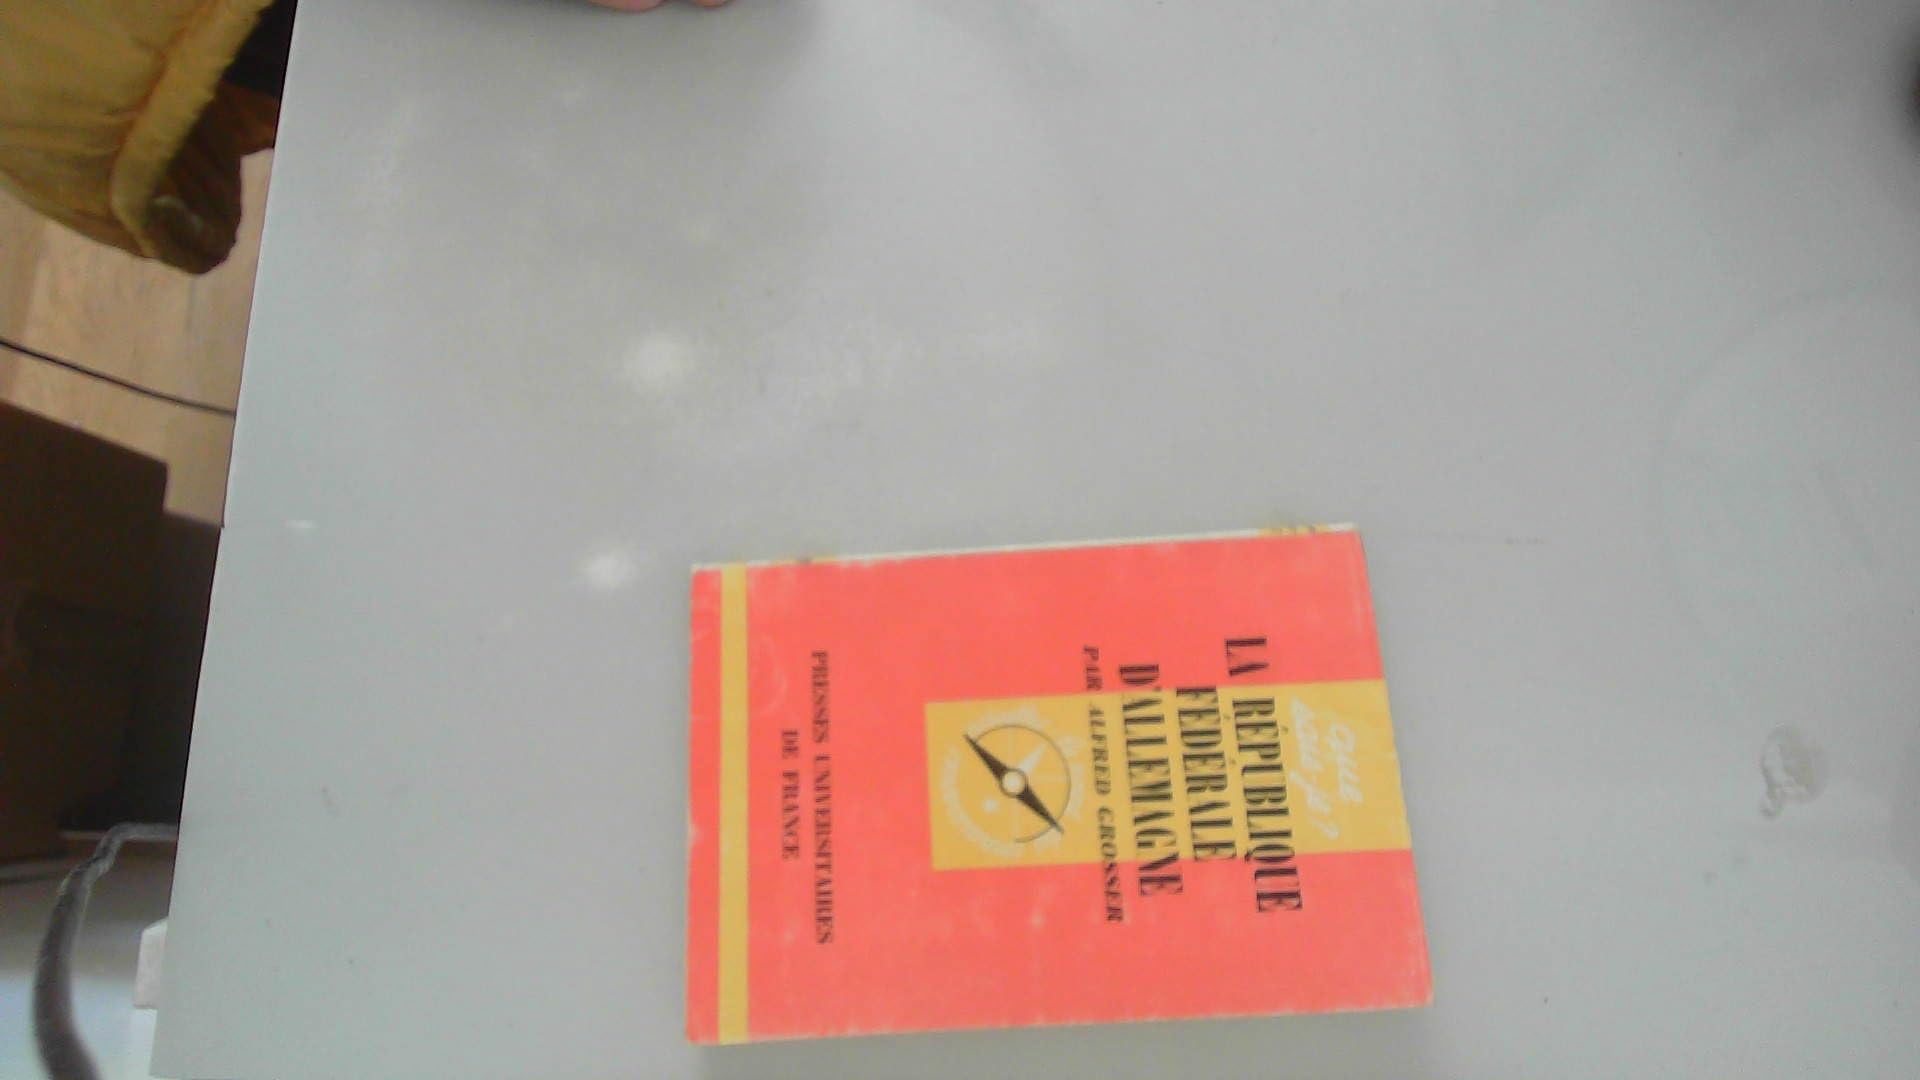 que
sais-je?
LA RÉPUBLIQUE
FÉDÉRALE
D'ALLEMAGNE
PAR ALFRED GROSSER
PRESSES UNIVERSITAIRES
DE FRANCE